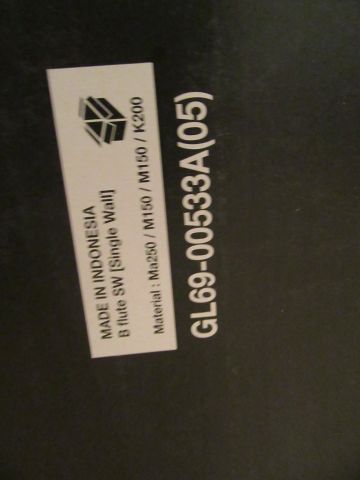 MADE IN INDONESIA
B flute SW [Single Wall]
Material : Ma250 / M150 / M150 / K200
GL69-00533A(05)